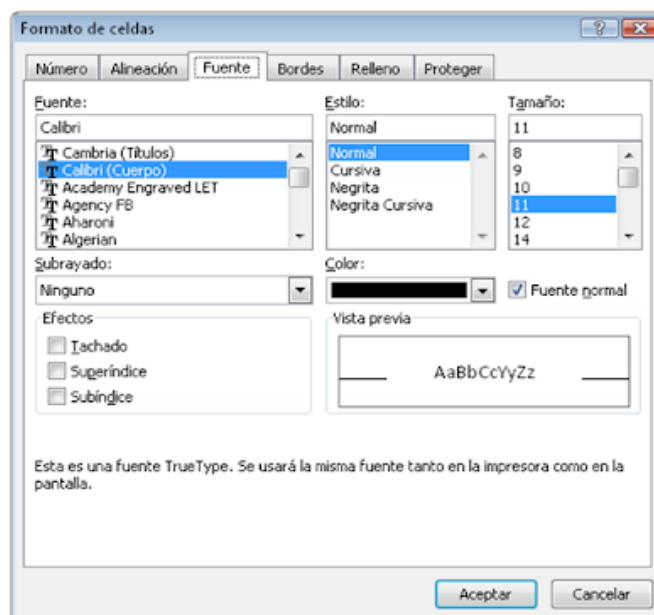 Formato de celdas
Número Alineación Fuente Bordes Relleno Proteger
Fuente: Estilo: Tamaño:
Calibri Normal 11
Cambria (Títulos) Normal 8
Calibri (Cuerpo) Cursiva 9
Academy Engraved LET Negrita 10
Agency FB Negrita Cursiva 11
Aharoni 12
Algerian 14
Subrayado: Color:
Ninguno Fuente normal
Efectos Vista previa
Tachado
Superíndice AaBbCcYyZz
Subíndice
Esta es una fuente TrueType. Se usará la misma fuente tanto en la impresora como en la
pantalla.
Aceptar Cancelar